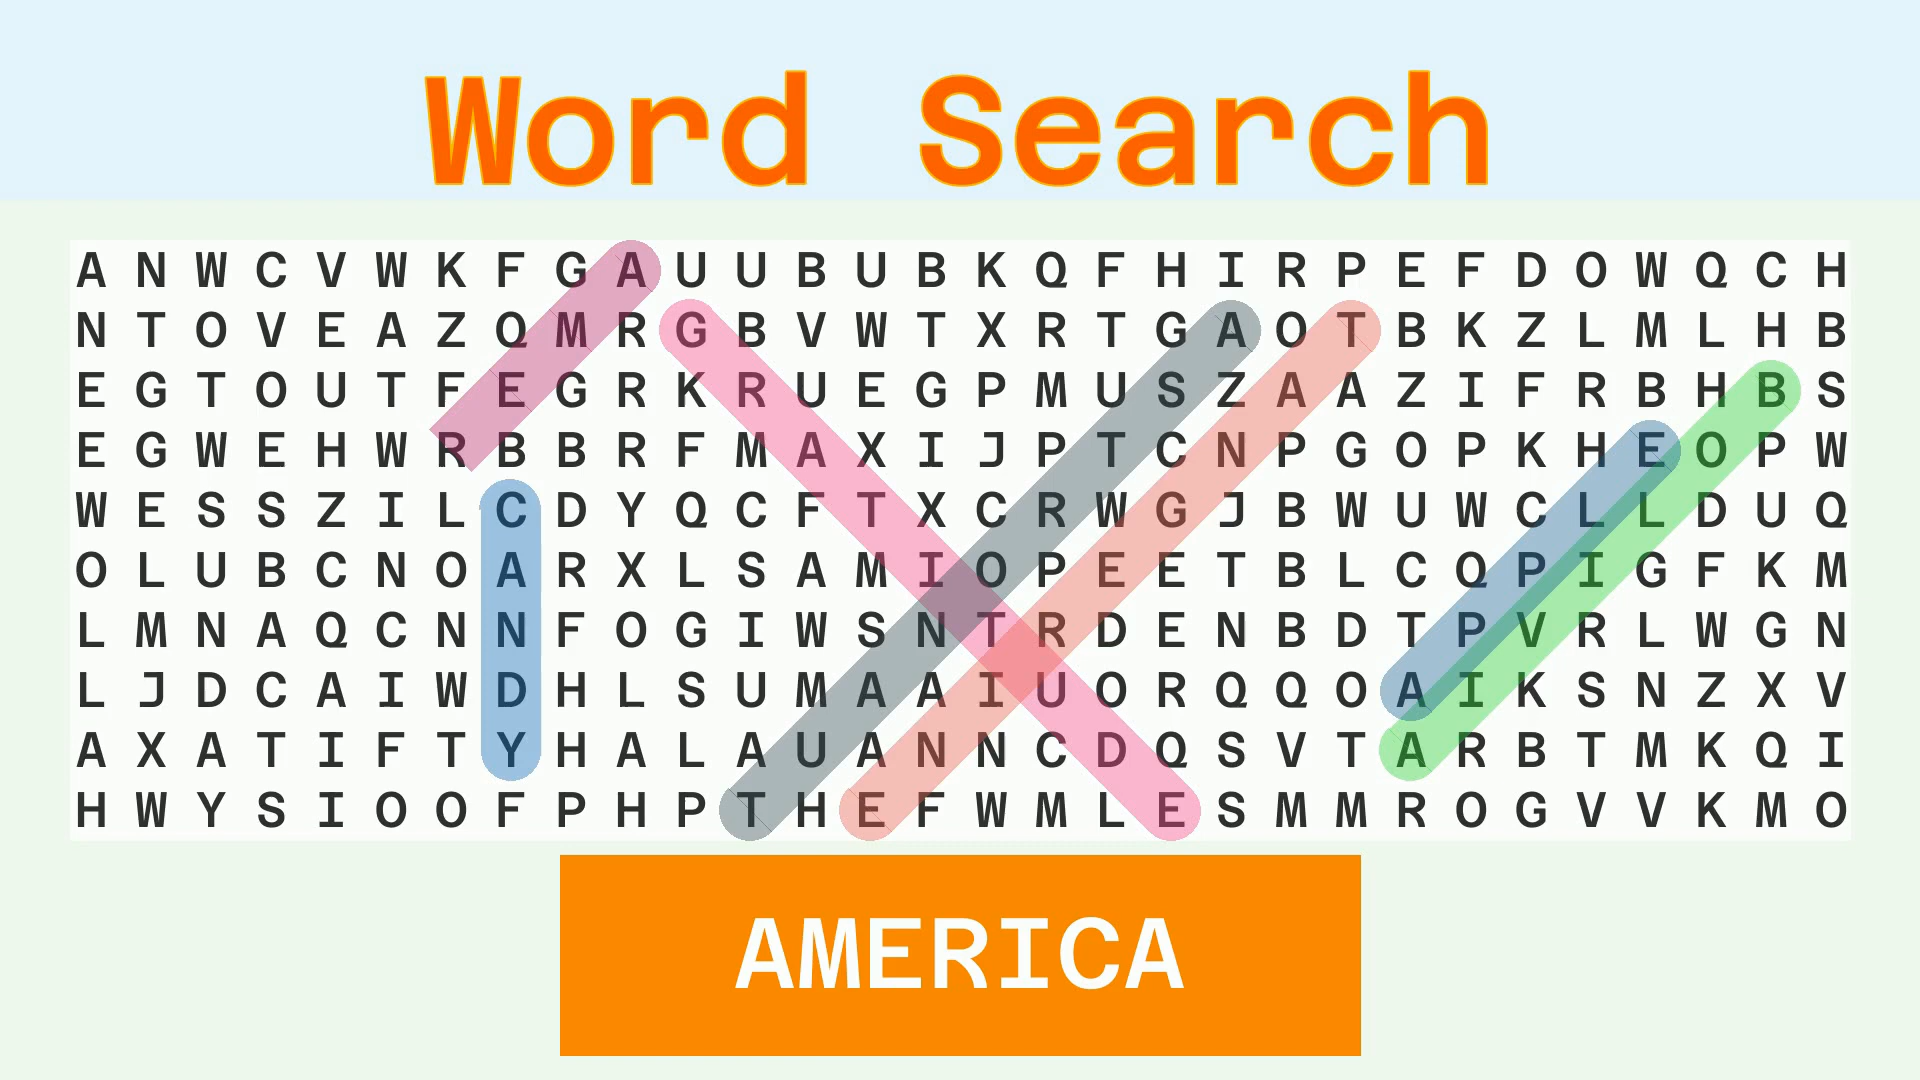 Word Search
A N W C V W K F G A U U B U B K Q F H I R P E F D O W Q C H
N T O V E A Z Q M R G B V W T X R T G A O T B K Z L M L H B
E G T O U T F E G R K R U E G P M U S Z A A Z I F R B H B S
E G W E H W R B B R F M A X I J P T C N P G O P K H E O P W
W E S S Z I L C D Y Q C F T X C R W G J B W U W C L L D U Q
O L U B C N O A R X L S A M I O P E E T B L C Q P I G F K M
L M N A Q C N N F O G I W S N T R D E N B D T P V R L W G N
L J D C A I W D H L S U M A A I U O R Q Q O A I K S N Z X V
A X A T I F T Y H A L A U A N N C D Q S V T A R B T M K Q I
H W Y S I O O F P H P T H E F W M L E S M M R O G V V K M O
AMERICA